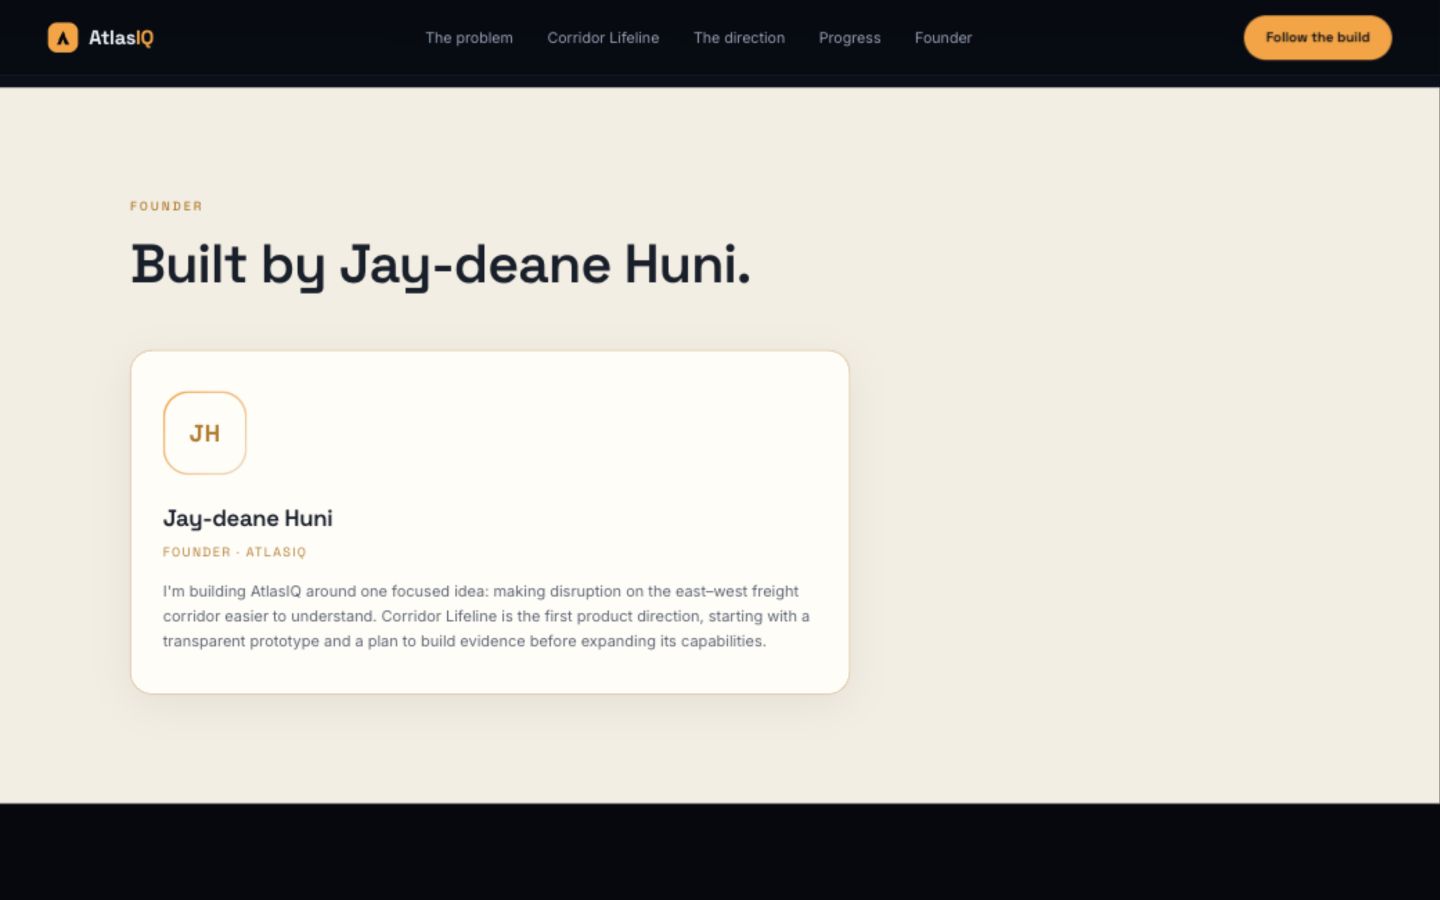 AtlasIQ
The problem
Corridor Lifeline
The direction
Progress
Founder
Follow the build
FOUNDER
Built by Jay-deane Huni.
JH
Jay-deane Huni
FOUNDER · ATLASIQ
I'm building AtlasIQ around one focused idea: making disruption on the east–west freight
corridor easier to understand. Corridor Lifeline is the first product direction, starting with a
transparent prototype and a plan to build evidence before expanding its capabilities.